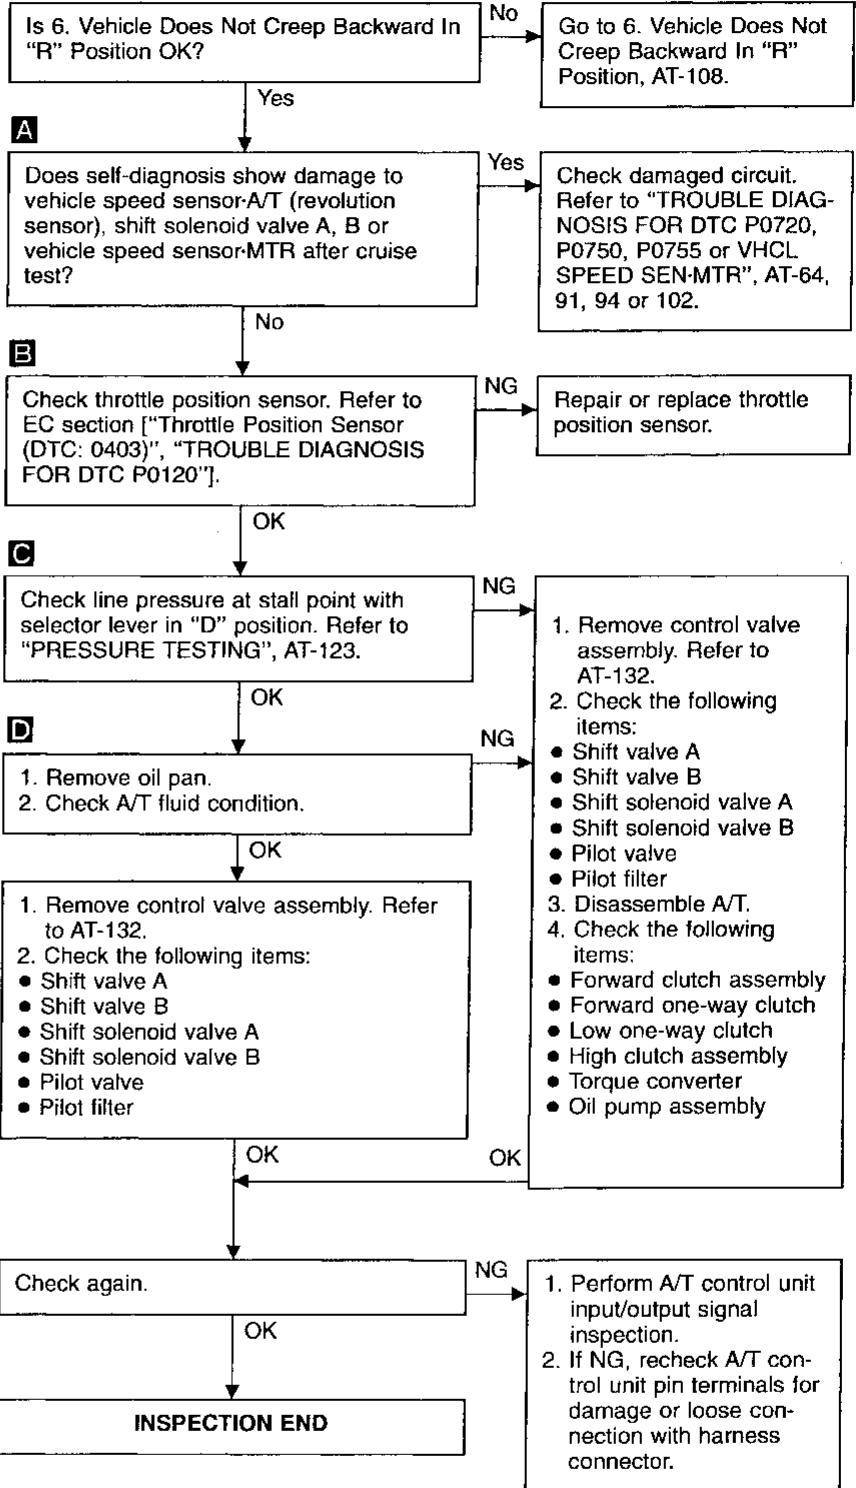 Is 6. Vehicle Does Not Creep Backward In
“R” Position OK?
No
Go to 6. Vehicle Does Not
Creep Backward In “R”
Position, AT-108.
Yes
A
Does self-diagnosis show damage to
vehicle speed sensor·A/T (revolution
sensor), shift solenoid valve A, B or
vehicle speed sensor·MTR after cruise
test?
Yes
Check damaged circuit.
Refer to “TROUBLE DIAG-
NOSIS FOR DTC P0720,
P0750, P0755 or VHCL
SPEED SEN·MTR”, AT-64,
91, 94 or 102.
No
B
Check throttle position sensor. Refer to
EC section [“Throttle Position Sensor
(DTC: 0403)”, “TROUBLE DIAGNOSIS
FOR DTC P0120”].
NG
Repair or replace throttle
position sensor.
OK
C
Check line pressure at stall point with
selector lever in “D” position. Refer to
“PRESSURE TESTING”, AT-123.
NG
OK
D
1. Remove oil pan.
2. Check A/T fluid condition.
NG
1. Remove control valve
assembly. Refer to
AT-132.
2. Check the following
items:
● Shift valve A
● Shift valve B
● Shift solenoid valve A
● Shift solenoid valve B
● Pilot valve
● Pilot filter
3. Disassemble A/T.
4. Check the following
items:
● Forward clutch assembly
● Forward one-way clutch
● Low one-way clutch
● High clutch assembly
● Torque converter
● Oil pump assembly
OK
1. Remove control valve assembly. Refer
to AT-132.
2. Check the following items:
● Shift valve A
● Shift valve B
● Shift solenoid valve A
● Shift solenoid valve B
● Pilot valve
● Pilot filter
OK
OK
Check again.
NG
1. Perform A/T control unit
input/output signal
inspection.
2. If NG, recheck A/T con-
trol unit pin terminals for
damage or loose con-
nection with harness
connector.
OK
INSPECTION END